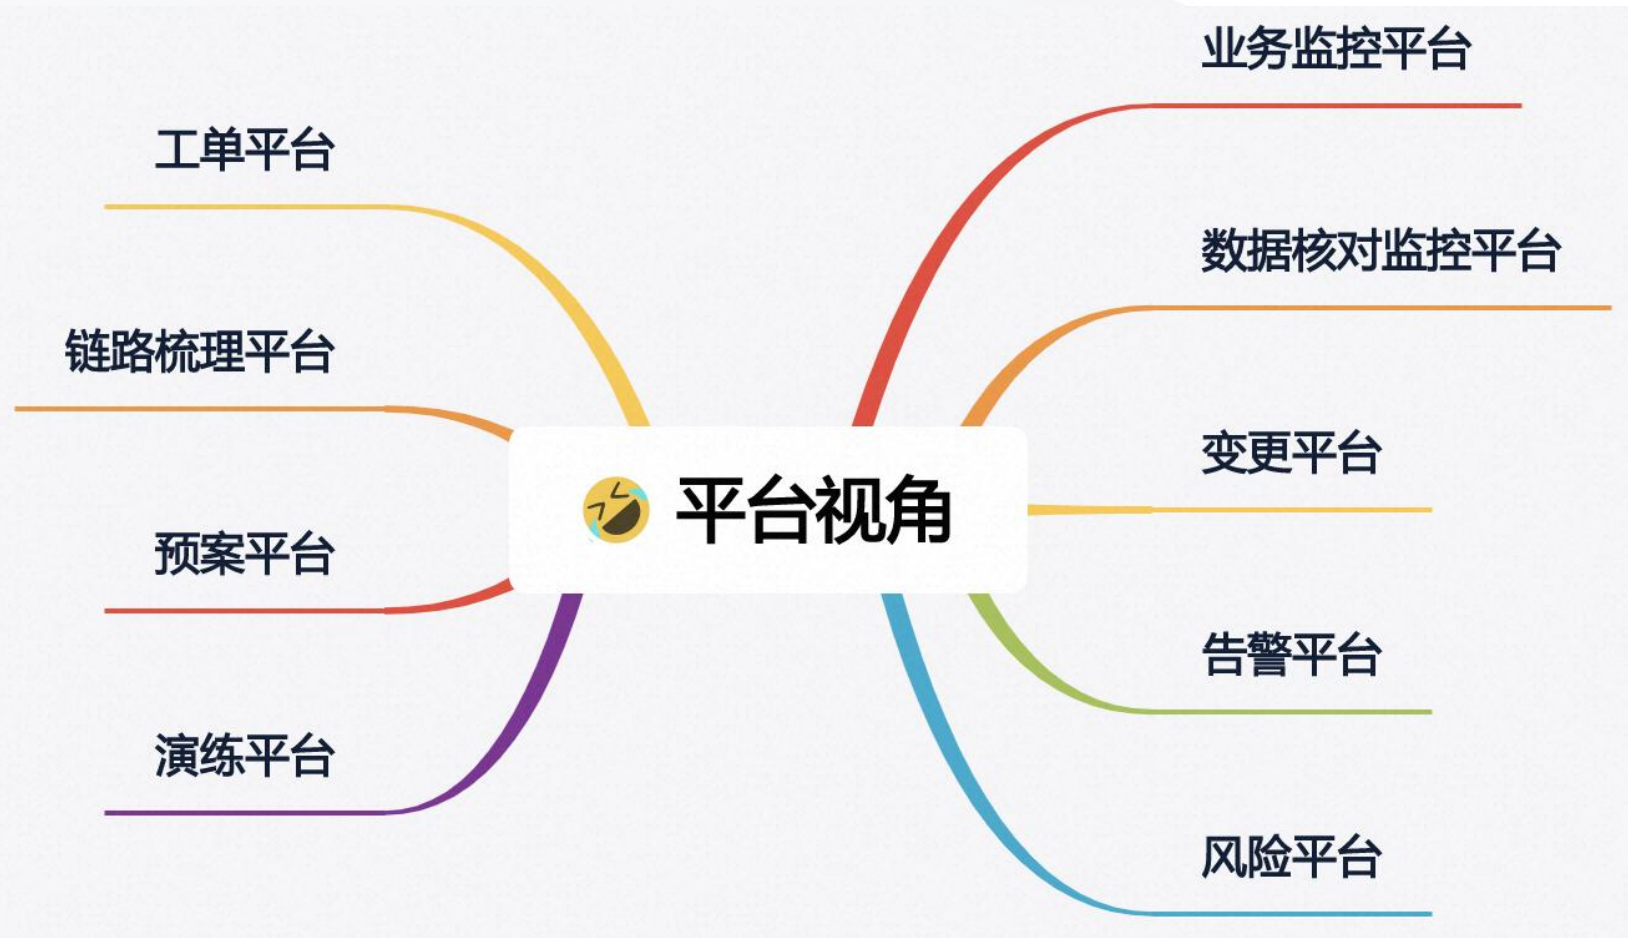 平台视角
业务监控平台
数据核对监控平台
变更平台
告警平台
风险平台
工单平台
链路梳理平台
预案平台
演练平台